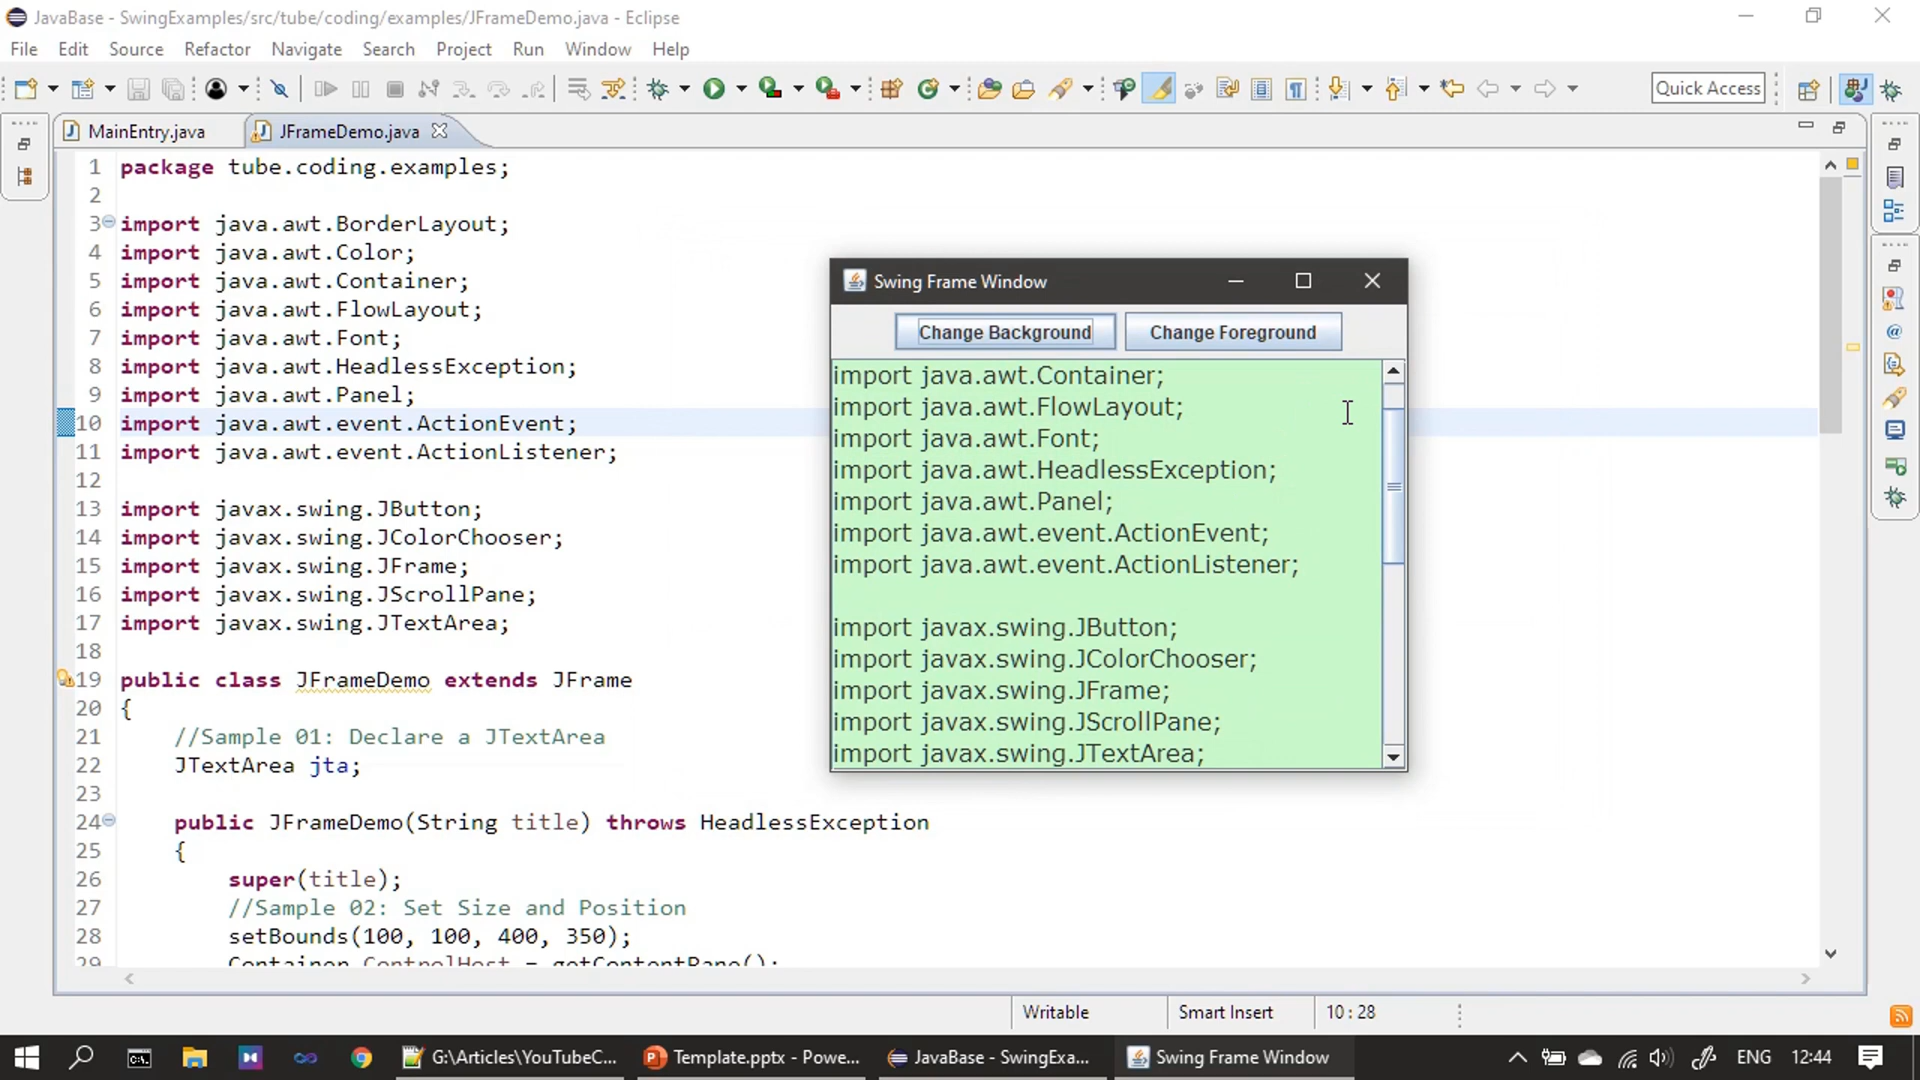 JavaBase - SwingExamples/src/tube/coding/examples/JFrameDemo.java - Eclipse
File Edit Source Refactor Navigate Search Project Run Window Help
Quick Access
MainEntry.java JFrameDemo.java
1 package tube.coding.examples;
2
3 import java.awt.BorderLayout;
4 import java.awt.Color;
5 import java.awt.Container;
6 import java.awt.FlowLayout;
7 import java.awt.Font;
8 import java.awt.HeadlessException;
9 import java.awt.Panel;
10 import java.awt.event.ActionEvent;
11 import java.awt.event.ActionListener;
12
13 import javax.swing.JButton;
14 import javax.swing.JColorChooser;
15 import javax.swing.JFrame;
16 import javax.swing.JScrollPane;
17 import javax.swing.JTextArea;
18
19 public class JFrameDemo extends JFrame
20 {
21 //Sample 01: Declare a JTextArea
22 JTextArea jta;
23
24 public JFrameDemo(String title) throws HeadlessException
25 {
26 super(title);
27 //Sample 02: Set Size and Position
28 setBounds(100, 100, 400, 350);
29 Container ControlHost = getContentPane();
Swing Frame Window
Change Background Change Foreground
import java.awt.Container;
import java.awt.FlowLayout;
import java.awt.Font;
import java.awt.HeadlessException;
import java.awt.Panel;
import java.awt.event.ActionEvent;
import java.awt.event.ActionListener;
import javax.swing.JButton;
import javax.swing.JColorChooser;
import javax.swing.JFrame;
import javax.swing.JScrollPane;
import javax.swing.JTextArea;
Writable Smart Insert 10 : 28
G:\Articles\YouTubeC... Template.pptx - Powe... JavaBase - SwingExa... Swing Frame Window ENG 12:44